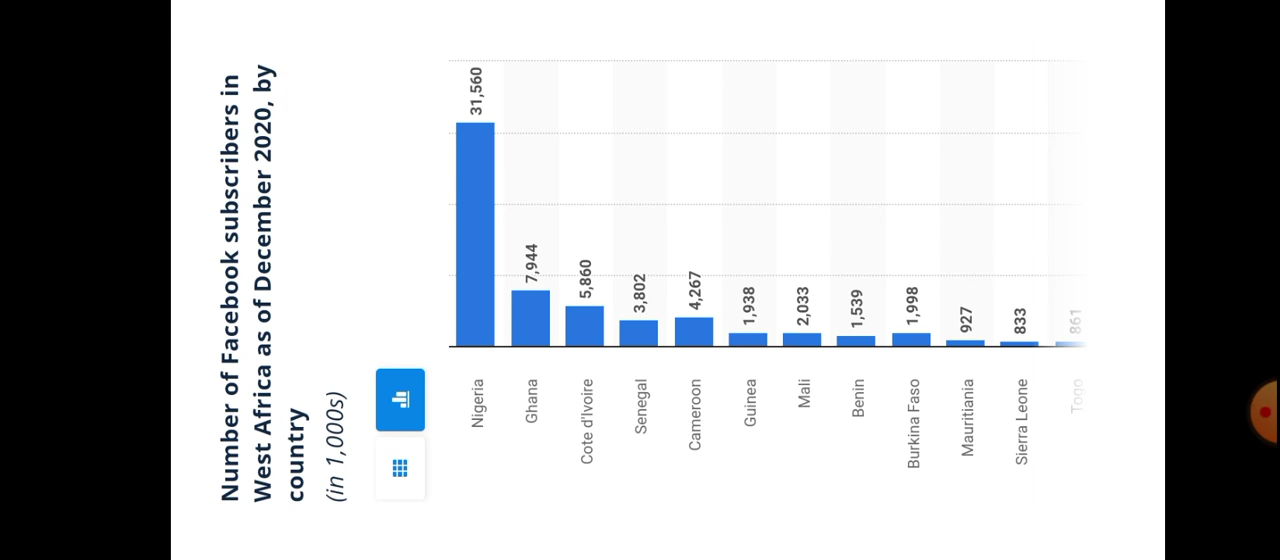 Number of Facebook subscribers in
West Africa as of December 2020, by
country
(in 1,000s)
Nigeria 31,560
Ghana 7,944
Cote d'Ivoire 5,860
Senegal 3,802
Cameroon 4,267
Guinea 1,938
Mali 2,033
Benin 1,539
Burkina Faso 1,998
Mauritiania 927
Sierra Leone 833
Togo 861